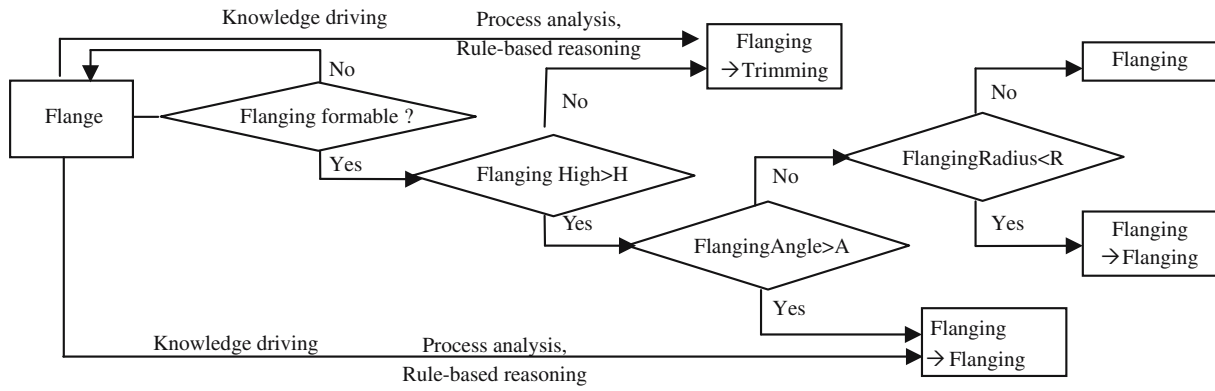 Knowledge driving
Process analysis,
Rule-based reasoning
Flanging
→Trimming
Flanging
No
Flange
Flanging formable ?
No
No
FlangingRadius<R
Yes
Flanging High>H
No
Yes
FlangingAngle>A
Yes
Flanging
→Flanging
Yes
Flanging
→ Flanging
Knowledge driving
Process analysis,
Rule-based reasoning